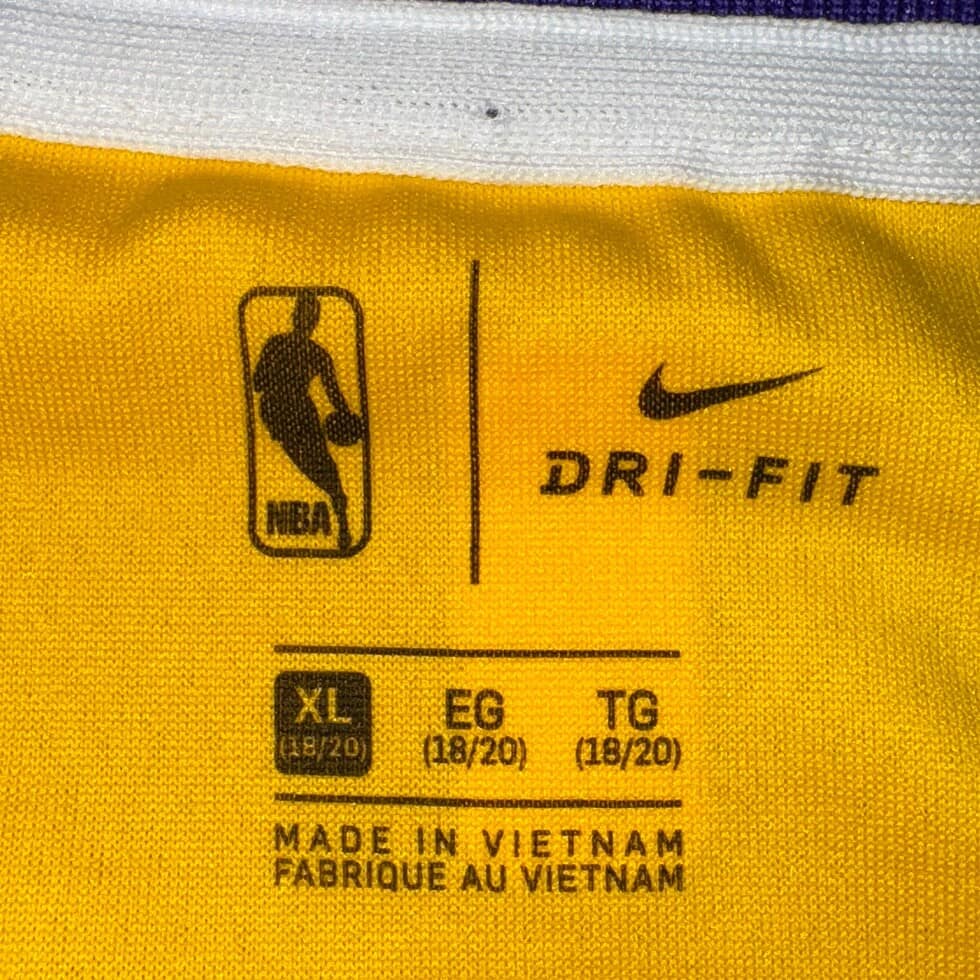 NBA
DRI-FIT
XL EG TG
(18/20) (18/20) (18/20)
MADE IN VIETNAM
FABRIQUE AU VIETNAM